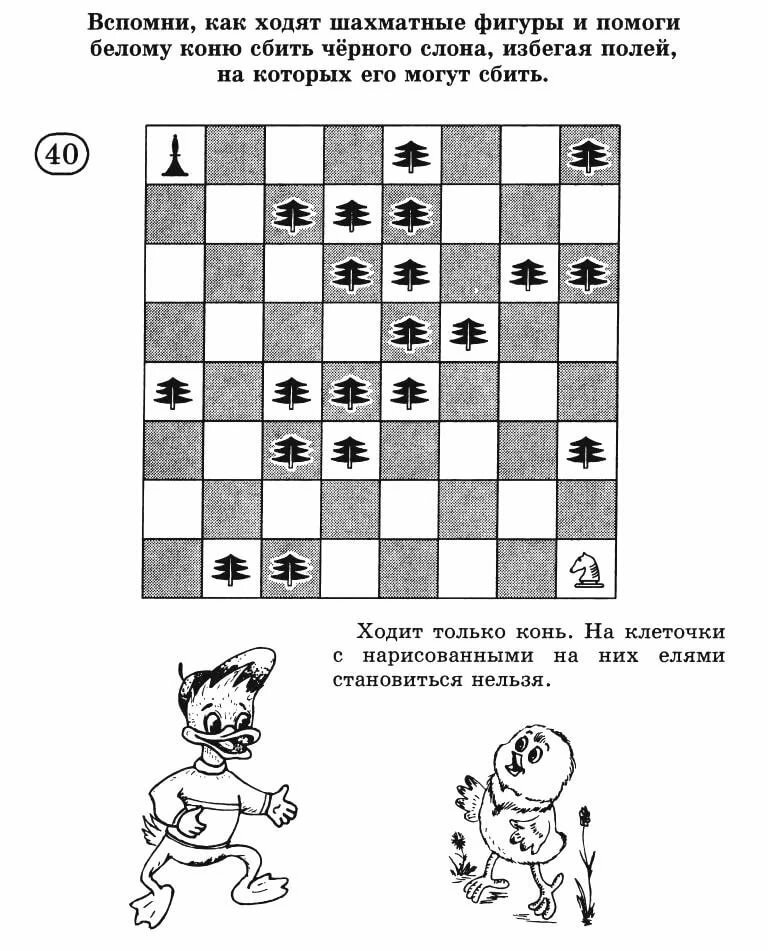 Вспомни, как ходят шахматные фигуры и помоги
белому коню сбить чёрного слона, избегая полей,
на которых его могут сбить.
40
Ходит только конь. На клеточки
с нарисованными на них елями
становиться нельзя.